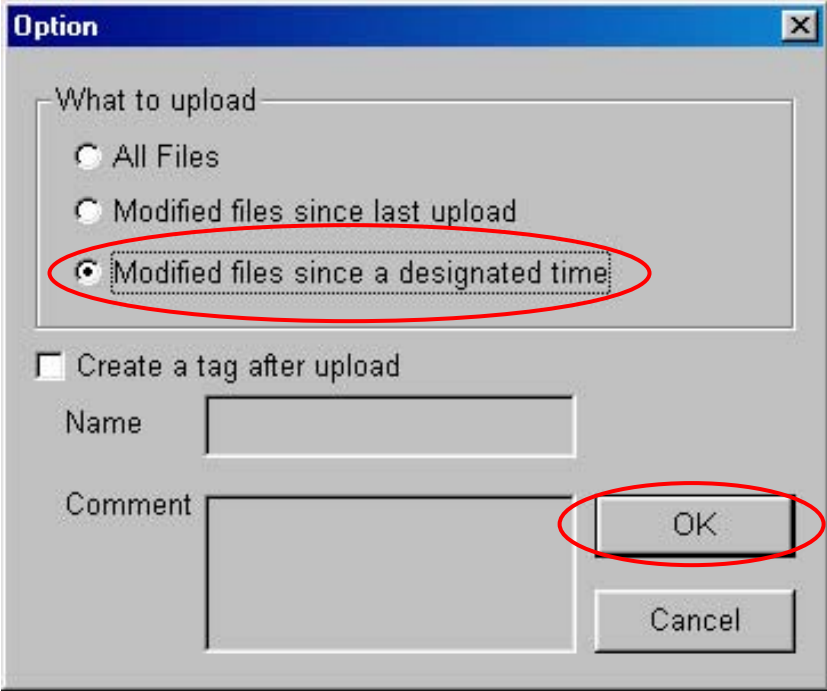 Option
What to upload
All Files
Modified files since last upload
Modified files since a designated time
Create a tag after upload
Name
Comment
OK
Cancel